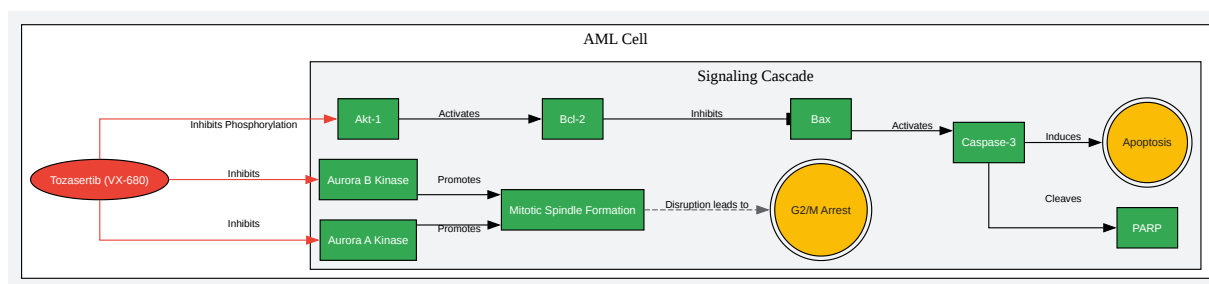 AML Cell
Signaling Cascade
Inhibits Phosphorylation
Akt-1
Activates
Bcl-2
Inhibits
Bax
Activates
Caspase-3
Induces
Apoptosis
Tozasertib (VX-680)
Inhibits
Aurora B Kinase
Promotes
Mitotic Spindle Formation
Disruption leads to
G2/M Arrest
Cleaves
PARP
Inhibits
Aurora A Kinase
Promotes